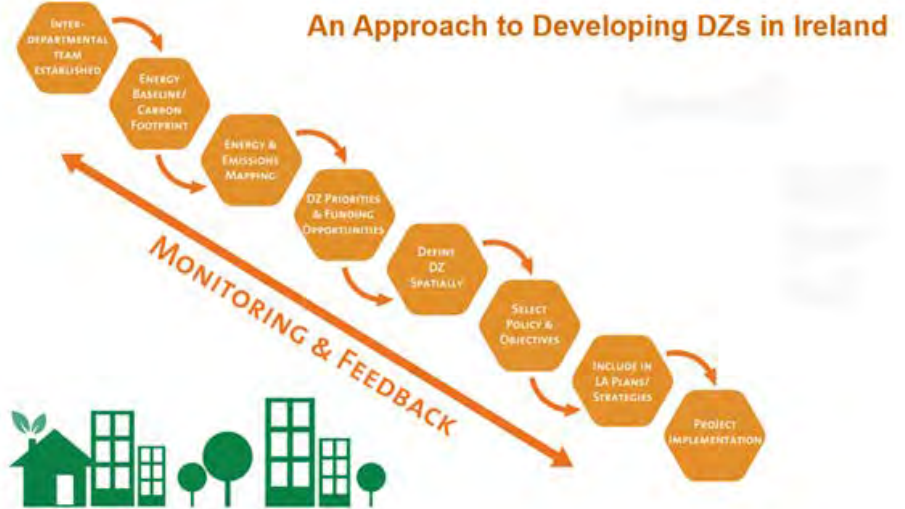 An Approach to Developing DZs in Ireland
INTER-
DEPARTMENTAL
TEAM
ESTABLISHED
ENERGY
BASELINE/
CARBON
FOOTPRINT
ENERGY &
EMISSIONS
MAPPING
DZ PRIORITIES
& FUNDING
OPPORTUNITIES
DEFINE
DZ
SPATIALLY
SELECT
POLICY &
OBJECTIVES
INCLUDE IN
LA PLANS/
STRATEGIES
PROJECT
IMPLEMENTATION
MONITORING & FEEDBACK